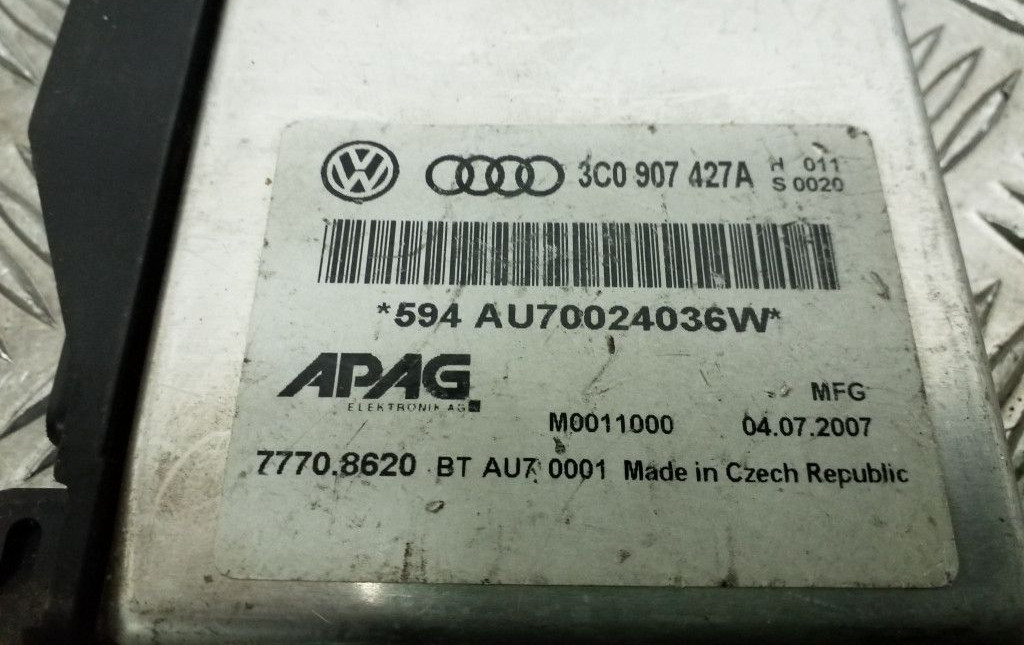 3C0 907 427A H 011
S 0020
*594 AU70024036W*
APAG
ELEKTRONIK AG
MFG
M0011000 04.07.2007
7770.8620 BT AU7 0001 Made in Czech Republic